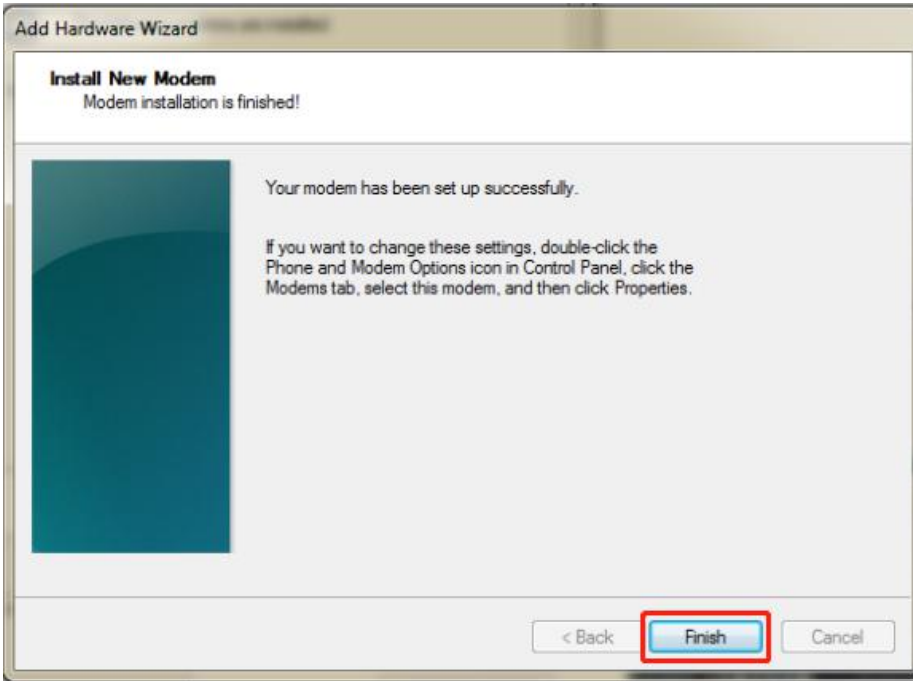 Add Hardware Wizard
Install New Modem
Modem installation is finished!
Your modem has been set up successfully.
If you want to change these settings, double-click the
Phone and Modem Options icon in Control Panel, click the
Modems tab, select this modem, and then click Properties.
< Back
Finish
Cancel